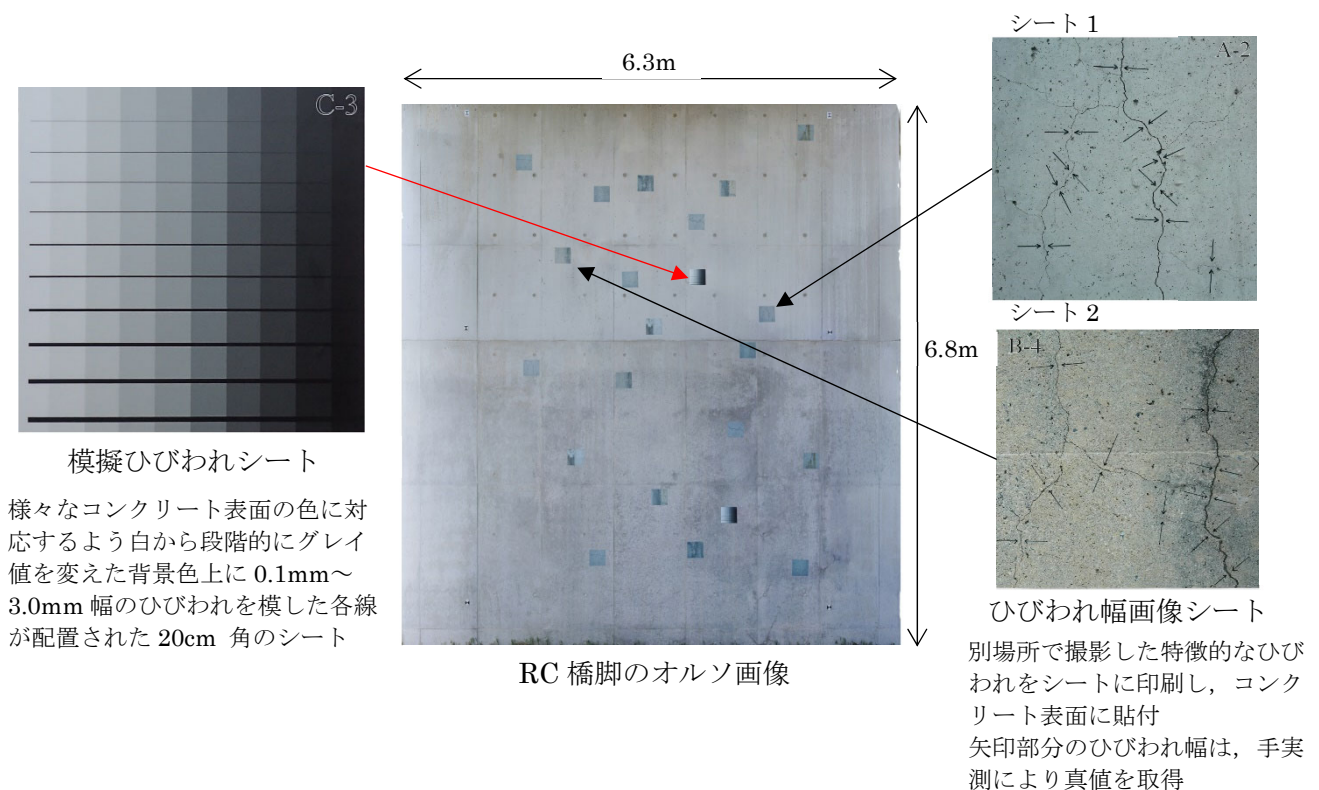 シート1
A-2
6.3m
C-3
シート2
B-4
6.8m
模擬ひびわれシート
様々なコンクリート表面の色に対
応するよう白から段階的にグレイ
値を変えた背景色上に 0.1mm～
3.0mm 幅のひびわれを模した各線
が配置された 20cm 角のシート
RC 橋脚のオルソ画像
ひびわれ幅画像シート
別場所で撮影した特徴的なひび
われをシートに印刷し，コンク
リート表面に貼付
矢印部分のひびわれ幅は，手実
測により真値を取得